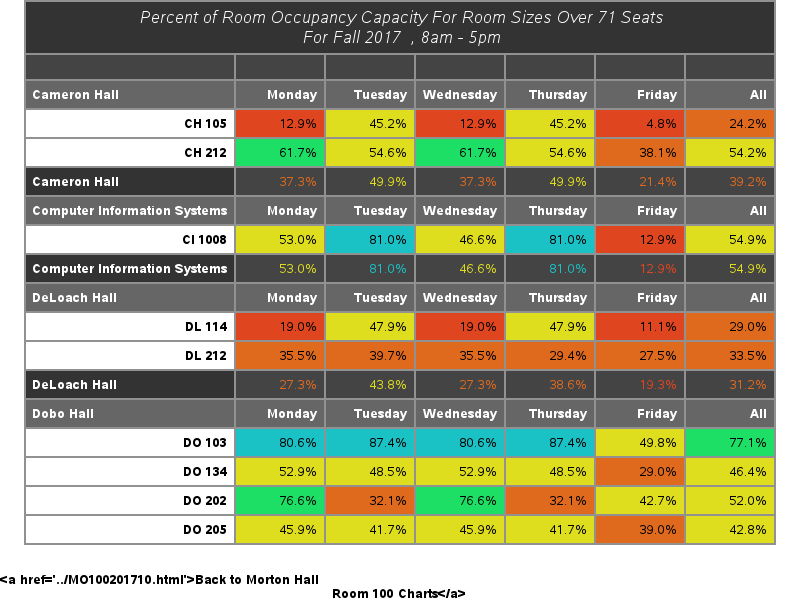 Percent of Room Occupancy Capacity For Room Sizes Over 71 Seats
For Fall 2017 , 8am - 5pm
Cameron Hall Monday Tuesday Wednesday Thursday Friday All
CH 105 12.9% 45.2% 12.9% 45.2% 4.8% 24.2%
CH 212 61.7% 54.6% 61.7% 54.6% 38.1% 54.2%
Cameron Hall 37.3% 49.9% 37.3% 49.9% 21.4% 39.2%
Computer Information Systems Monday Tuesday Wednesday Thursday Friday All
CI 1008 53.0% 81.0% 46.6% 81.0% 12.9% 54.9%
Computer Information Systems 53.0% 81.0% 46.6% 81.0% 12.9% 54.9%
DeLoach Hall Monday Tuesday Wednesday Thursday Friday All
DL 114 19.0% 47.9% 19.0% 47.9% 11.1% 29.0%
DL 212 35.5% 39.7% 35.5% 29.4% 27.5% 33.5%
DeLoach Hall 27.3% 43.8% 27.3% 38.6% 19.3% 31.2%
Dobo Hall Monday Tuesday Wednesday Thursday Friday All
DO 103 80.6% 87.4% 80.6% 87.4% 49.8% 77.1%
DO 134 52.9% 48.5% 52.9% 48.5% 29.0% 46.4%
DO 202 76.6% 32.1% 76.6% 32.1% 42.7% 52.0%
DO 205 45.9% 41.7% 45.9% 41.7% 39.0% 42.8%
<a href='../MO100201710.html'>Back to Morton Hall
Room 100 Charts</a>